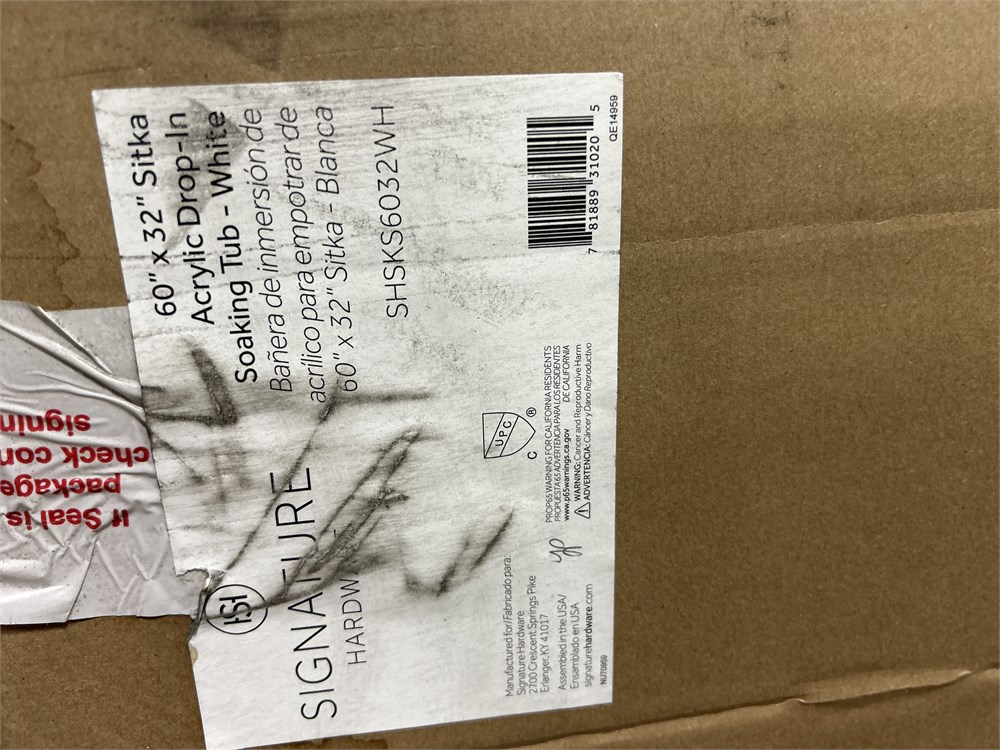 60" x 32" Sitka
Acrylic Drop-In
Soaking Tub - White
Bañera de inmersión de
acrílico para empotrar de
60" x 32" Sitka - Blanca
SHSKS6032WH
SIGNATURE
HARDW
Manufactured for/Fabricado para:
Signature Hardware
2700 Crescent Springs Pike
Erlanger, KY 41017
Assembled in the USA/
Ensamblado en USA
signaturehardware.com
NUT0959
UPC
C ®
PROP65 WARNING FOR CALIFORNIA RESIDENTS
PROPUESTA 65 ADVERTENCIA PARA LOS RESIDENTES
DE CALIFORNIA
www.p65warnings.ca.gov
WARNING: Cancer and Reproductive Harm
ADVERTENCIA: Cáncer y Dano Reproductivo
7 81889 31020 5
QE14959
If Seal is
package
check con
signin